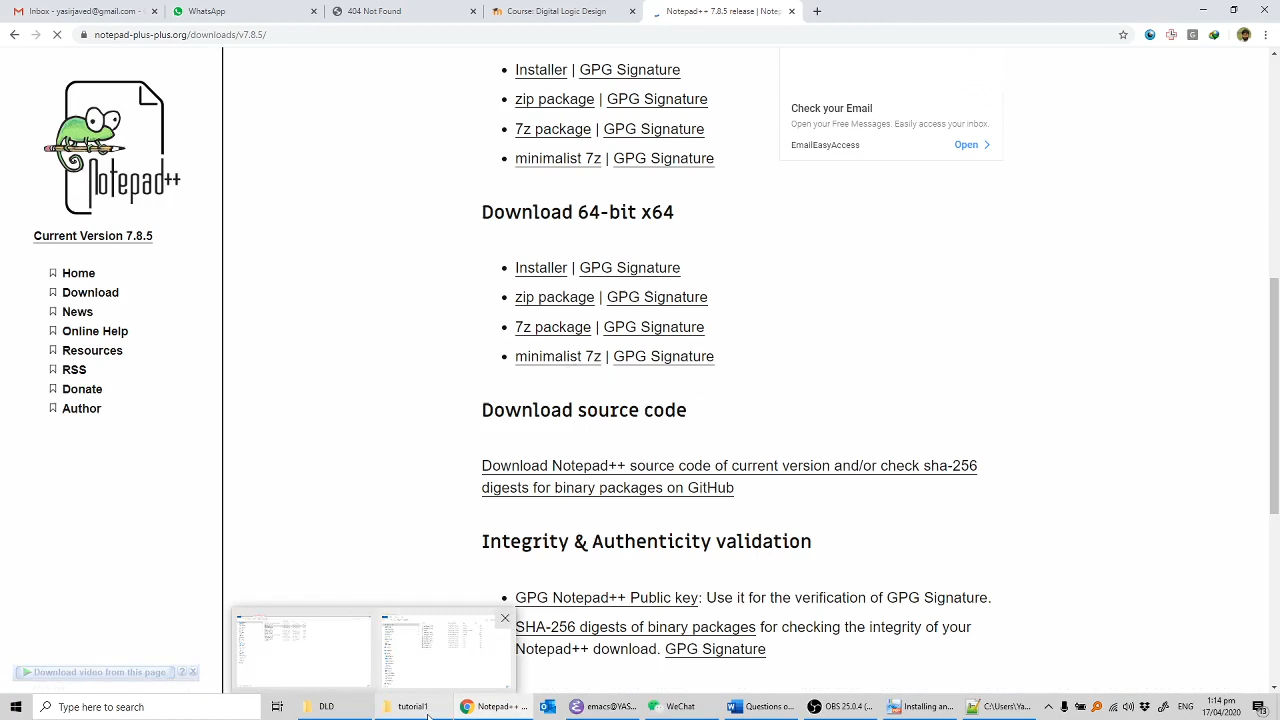 Inbox - yasirjaved@gmail.com -
WhatsApp
404 Not Found
Course: Digital Logic Design
Notepad++ 7.8.5 release | Note
notepad-plus-plus.org/downloads/v7.8.5/
Notepad++
Current Version 7.8.5
Home
Download
News
Online Help
Resources
RSS
Donate
Author
Installer | GPG Signature
zip package | GPG Signature
7z package | GPG Signature
minimalist 7z | GPG Signature
Check your Email
Open your Free Messages. Easily access your inbox.
EmailEasyAccess
Open
Download 64-bit x64
Installer | GPG Signature
zip package | GPG Signature
7z package | GPG Signature
minimalist 7z | GPG Signature
Download source code
Download Notepad++ source code of current version and/or check sha-256
digests for binary packages on GitHub
Integrity & Authenticity validation
GPG Notepad++ Public key: Use it for the verification of GPG Signature.
SHA-256 digests of binary packages for checking the integrity of your
Notepad++ download. GPG Signature
Download video from this page ? X
Type here to search
DLD
tutorial1
Notepad++ ...
emacs@YAS...
WeChat
Questions o...
OBS 25.0.4 (...
Installing an...
C:\Users\Ya...
1:14 pm
17/04/2020
13